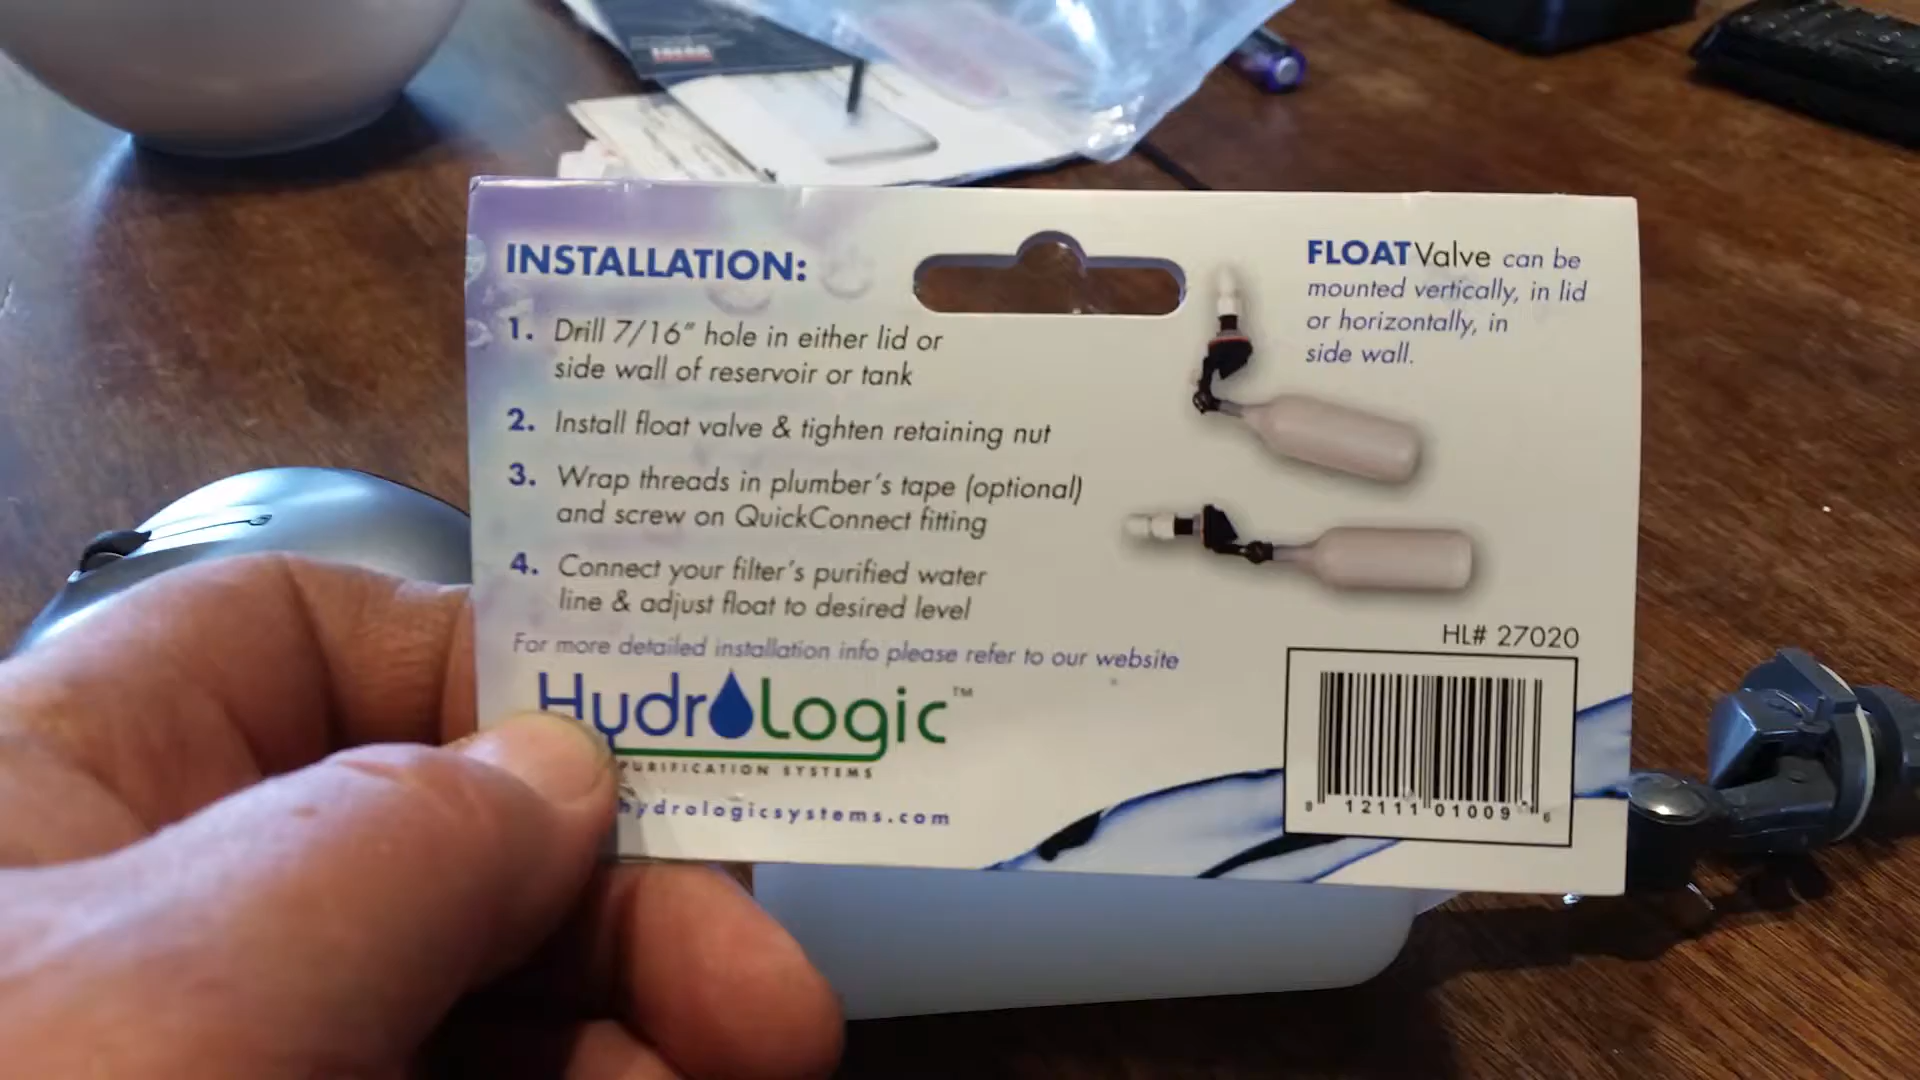 INSTALLATION:
1. Drill 7/16" hole in either lid or
side wall of reservoir or tank
2. Install float valve & tighten retaining nut
3. Wrap threads in plumber's tape (optional)
and screw on QuickConnect fitting
4. Connect your filter's purified water
line & adjust float to desired level
For more detailed installation info please refer to our website
HydroLogic™
PURIFICATION SYSTEMS
hydrologicsystems.com
FLOATValve can be
mounted vertically, in lid
or horizontally, in
side wall.
HL# 27020
8 12111 01009 6